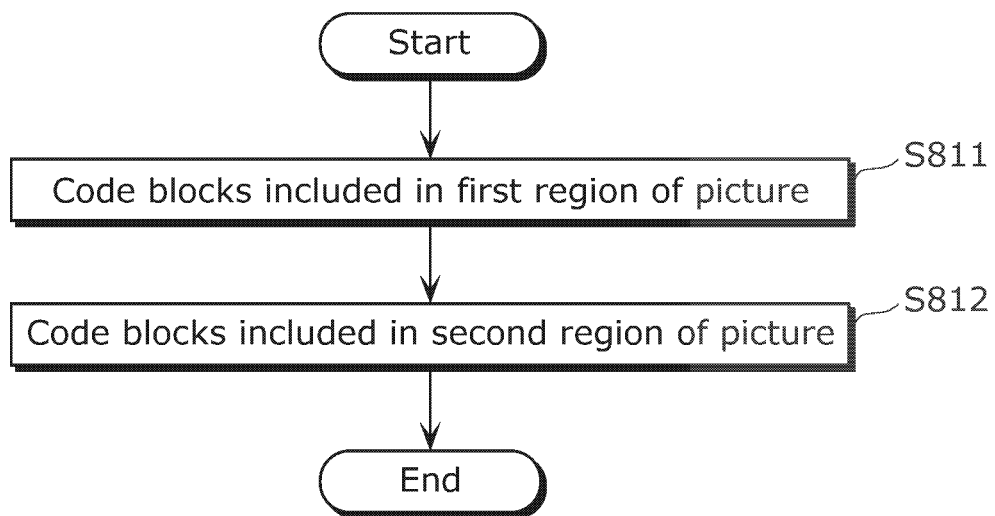 Start
Code blocks included in first region of picture
S811
Code blocks included in second region of picture
S812
End